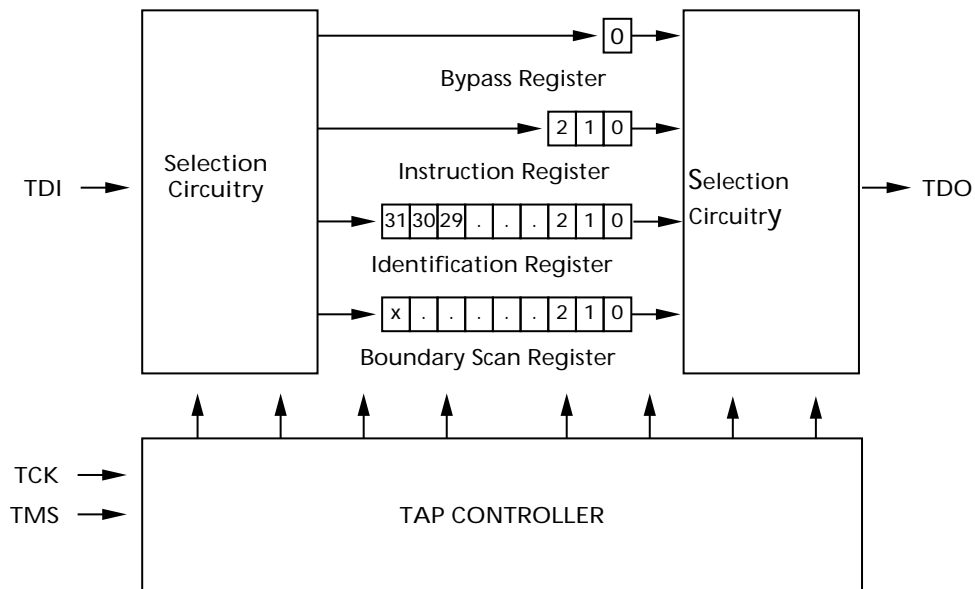 0
Bypass Register
2 1 0
Instruction Register
Selection
Circuitry
TDI
Selection
Circuitry
TDO
31 30 29 . . . 2 1 0
Identification Register
x . . . . . 2 1 0
Boundary Scan Register
TCK
TMS
TAP CONTROLLER